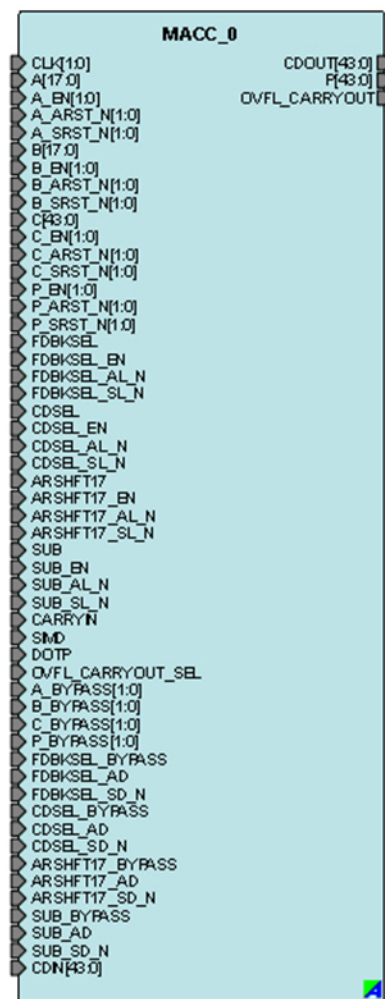 MACC_0
CLK[1:0]
A[17:0]
A_EN[1:0]
A_ARST_N[1:0]
A_SRST_N[1:0]
B[17:0]
B_EN[1:0]
B_ARST_N[1:0]
B_SRST_N[1:0]
C[43:0]
C_EN[1:0]
C_ARST_N[1:0]
C_SRST_N[1:0]
P_EN[1:0]
P_ARST_N[1:0]
P_SRST_N[1:0]
FDBKSEL
FDBKSEL_EN
FDBKSEL_AL_N
FDBKSEL_SL_N
CDSEL
CDSEL_EN
CDSEL_AL_N
CDSEL_SL_N
ARSHFT17
ARSHFT17_EN
ARSHFT17_AL_N
ARSHFT17_SL_N
SUB
SUB_EN
SUB_AL_N
SUB_SL_N
CARRYIN
SIMD
DOTP
OVFL_CARRYOUT_SEL
A_BYPASS[1:0]
B_BYPASS[1:0]
C_BYPASS[1:0]
P_BYPASS[1:0]
FDBKSEL_BYPASS
FDBKSEL_AD
FDBKSEL_SD_N
CDSEL_BYPASS
CDSEL_AD
CDSEL_SD_N
ARSHFT17_BYPASS
ARSHFT17_AD
ARSHFT17_SD_N
SUB_BYPASS
SUB_AD
SUB_SD_N
CDIN[43:0]
CDOUT[43:0]
P[43:0]
OVFL_CARRYOUT
A